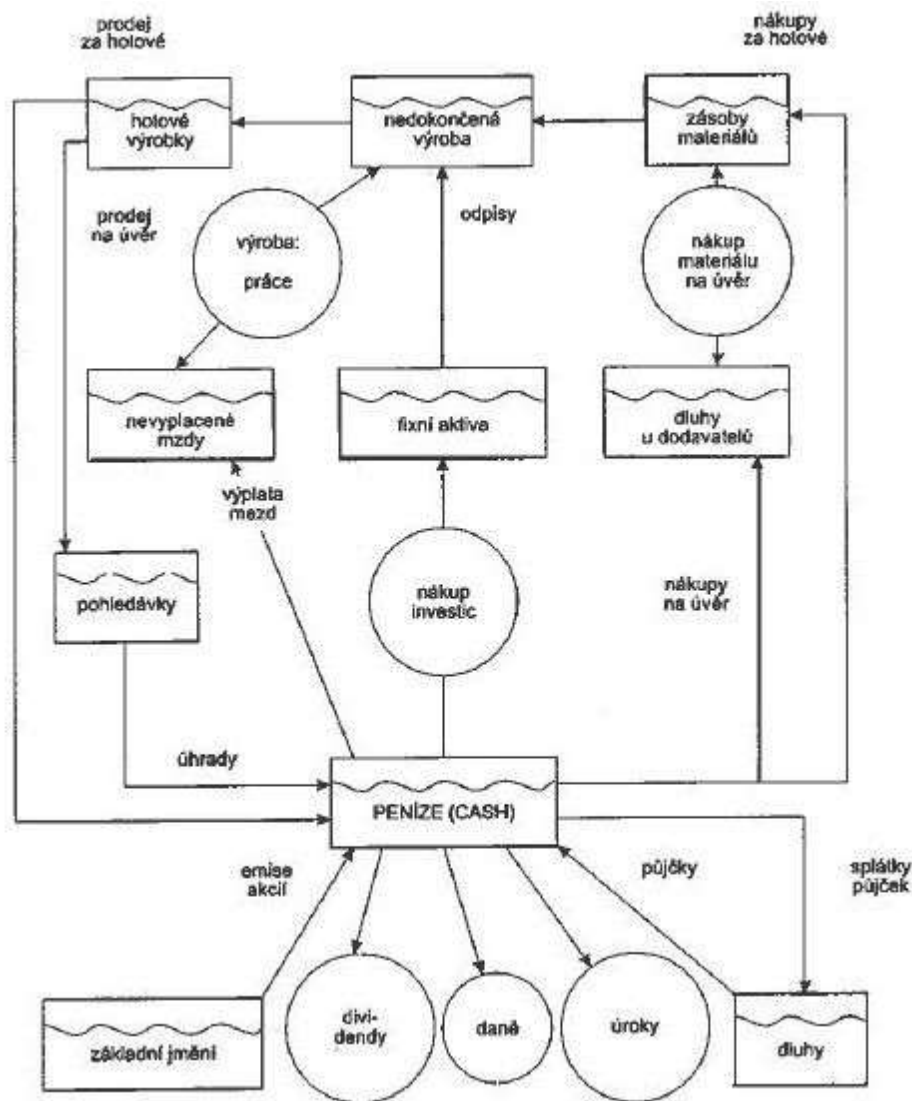 prodej
za hotové
nákupy
za hotové
hotové
výrobky
nedokončená
výroba
zásoby
materiálů
prodej
na úvěr
výroba:
práce
odpisy
nákup
materiálu
na úvěr
nevyplacené
mzdy
fixní aktiva
dluhy
u dodavatelů
výplata
mezd
pohledávky
nákup
investic
nákupy
na úvěr
úhrady
PENÍZE (CASH)
emise
akcií
půjčky
splátky
půjček
základní jmění
divi-
dendy
daně
úroky
dluhy